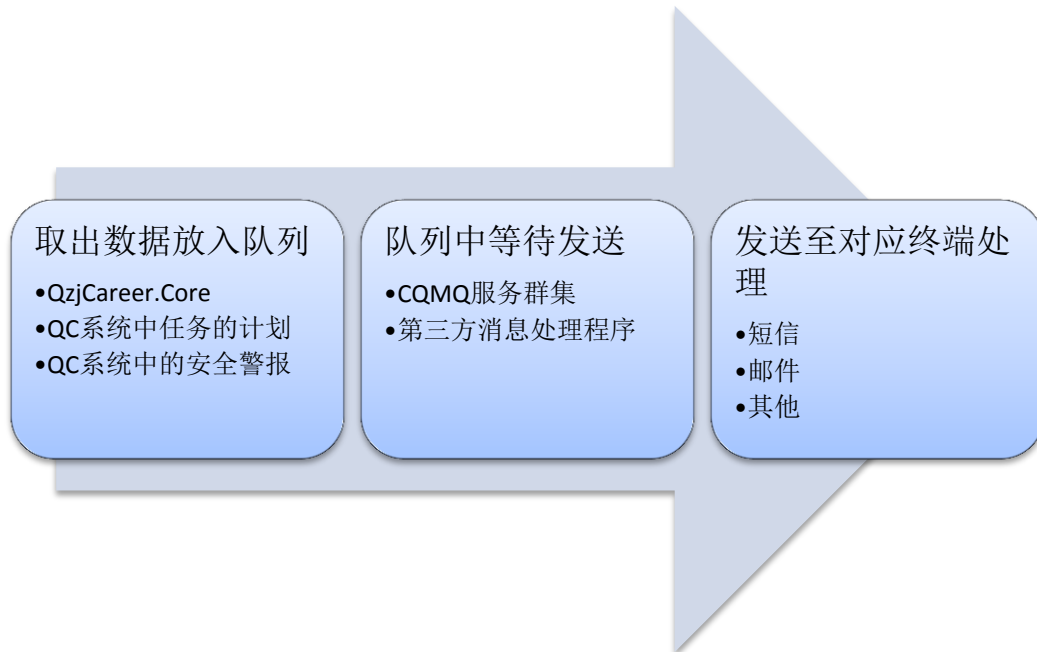 取出数据放入队列
•QzjCareer.Core
•QC系统中任务的计划
•QC系统中的安全警报
队列中等待发送
•CQMQ服务群集
•第三方消息处理程序
发送至对应终端处
理
•短信
•邮件
•其他